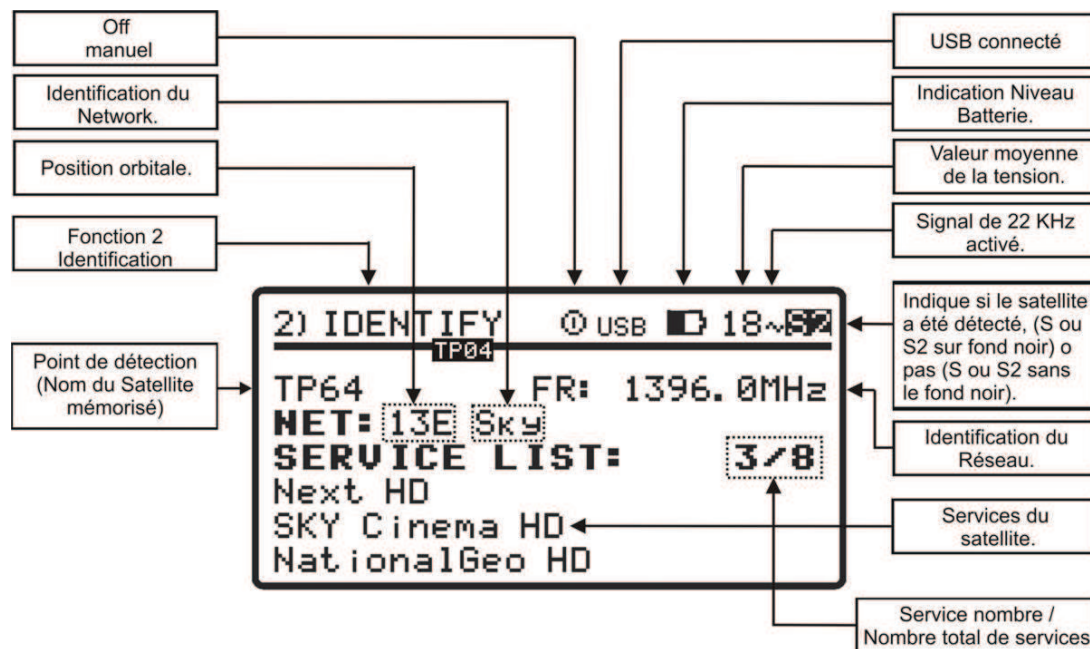 Off
manuel
Identification du
Network.
Position orbitale.
Fonction 2
Identification
Point de détection
(Nom du Satellite
mémorisé)
USB connecté
Indication Niveau
Batterie.
Valeur moyenne
de la tension.
Signal de 22 KHz
activé.
Indique si le satellite
a été détecté, (S ou
S2 sur fond noir) o
pas (S ou S2 sans
le fond noir).
Identification du
Réseau.
Services du
satellite.
Service nombre /
Nombre total de services
2) IDENTIFY USB 18~S2
TP04
TP64 FR: 1396.0MHz
NET: 13E Sky
SERVICE LIST: 3/8
Next HD
SKY Cinema HD
NationalGeo HD